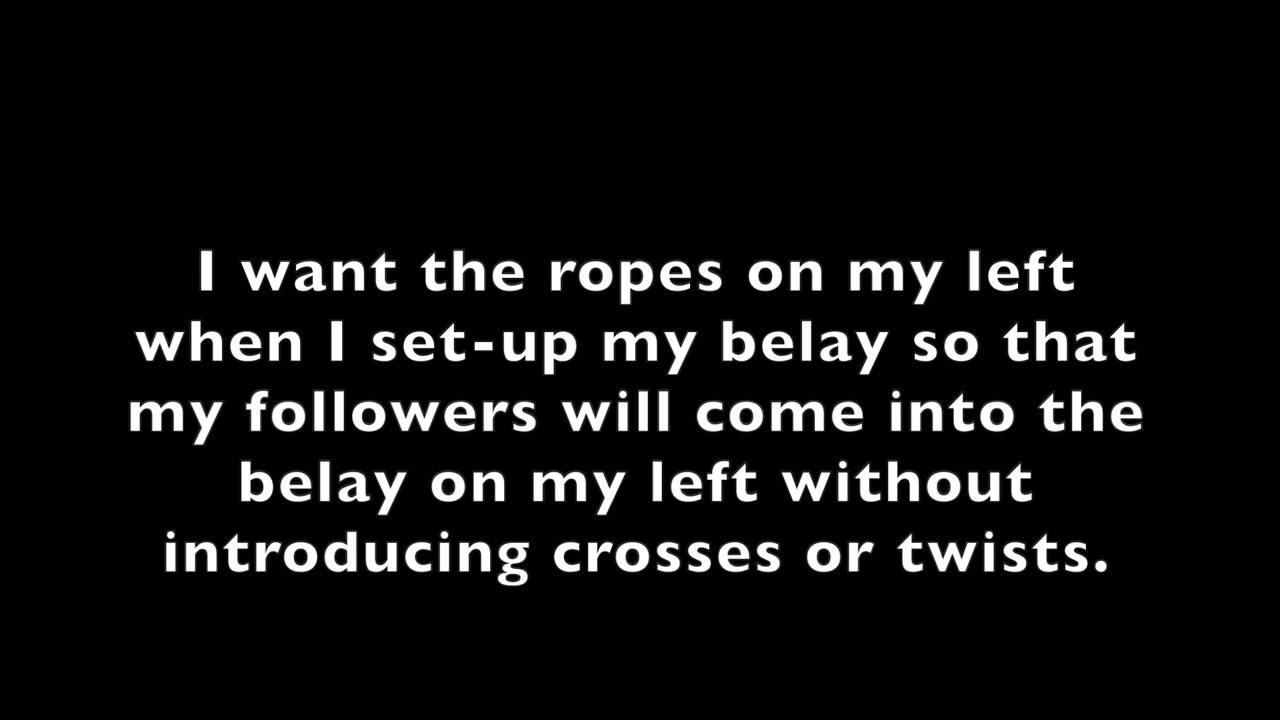 I want the ropes on my left
when I set-up my belay so that
my followers will come into the
belay on my left without
introducing crosses or twists.